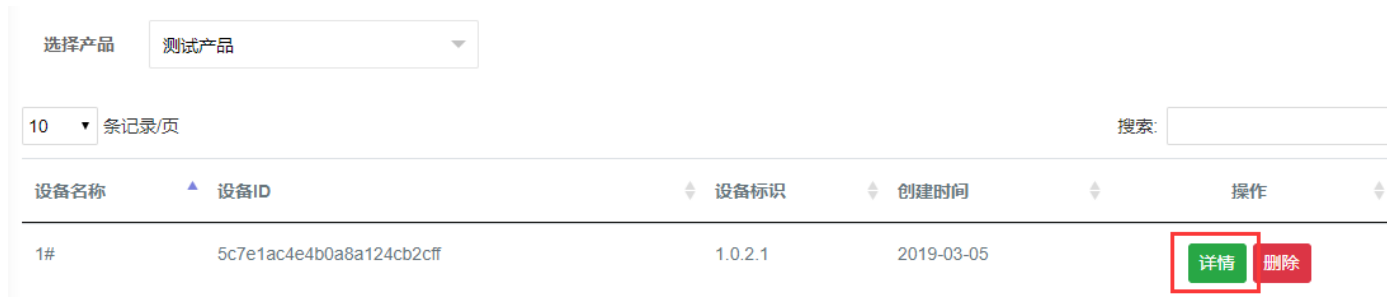 选择产品 测试产品
10 条记录/页 搜索:
设备名称 设备ID 设备标识 创建时间 操作
1# 5c7e1ac4e4b0a8a124cb2cff 1.0.2.1 2019-03-05 详情 删除